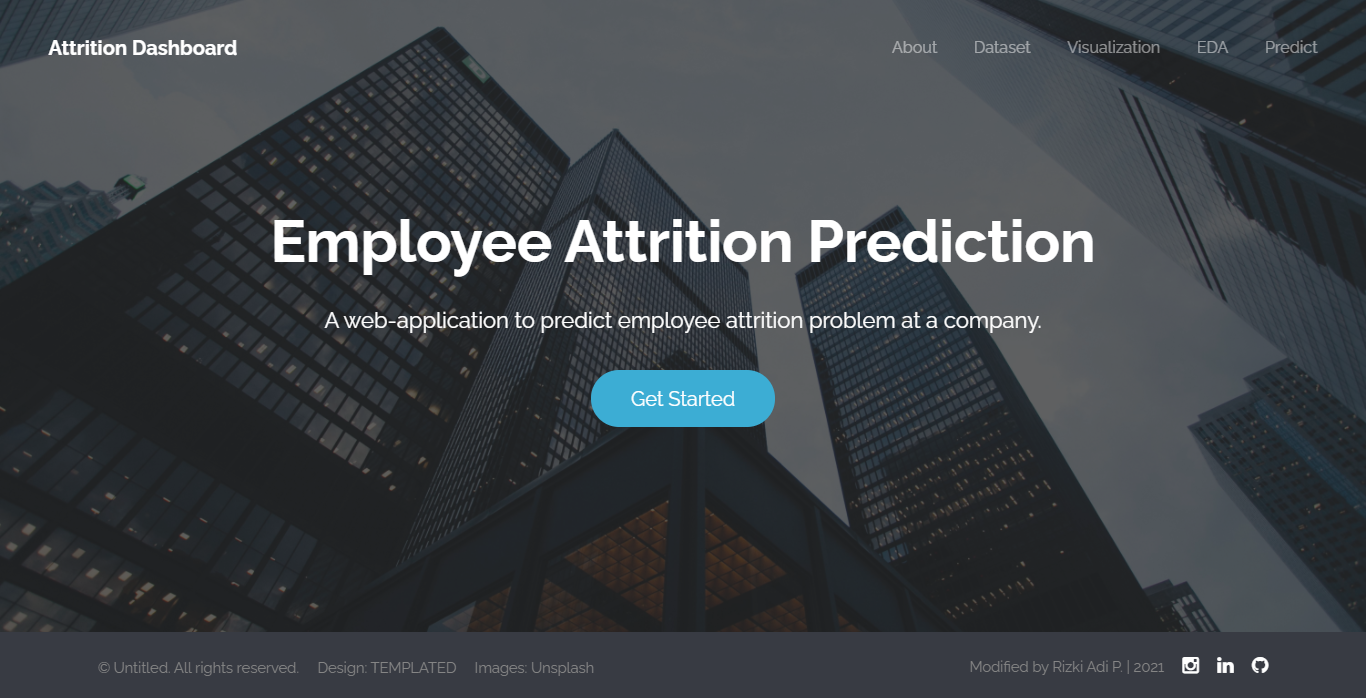 Attrition Dashboard
About Dataset Visualization EDA Predict
Employee Attrition Prediction
A web-application to predict employee attrition problem at a company.
Get Started
© Untitled. All rights reserved. Design: TEMPLATED Images: Unsplash
Modified by Rizki Adi P. | 2021